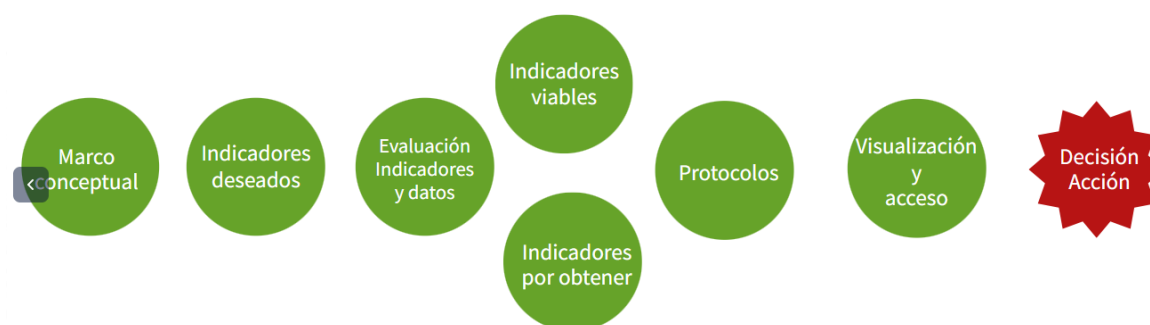 Marco
conceptual
Indicadores
deseados
Evaluación
Indicadores
y datos
Indicadores
viables
Indicadores
por obtener
Protocolos
Visualización
y
acceso
Decisión
Acción